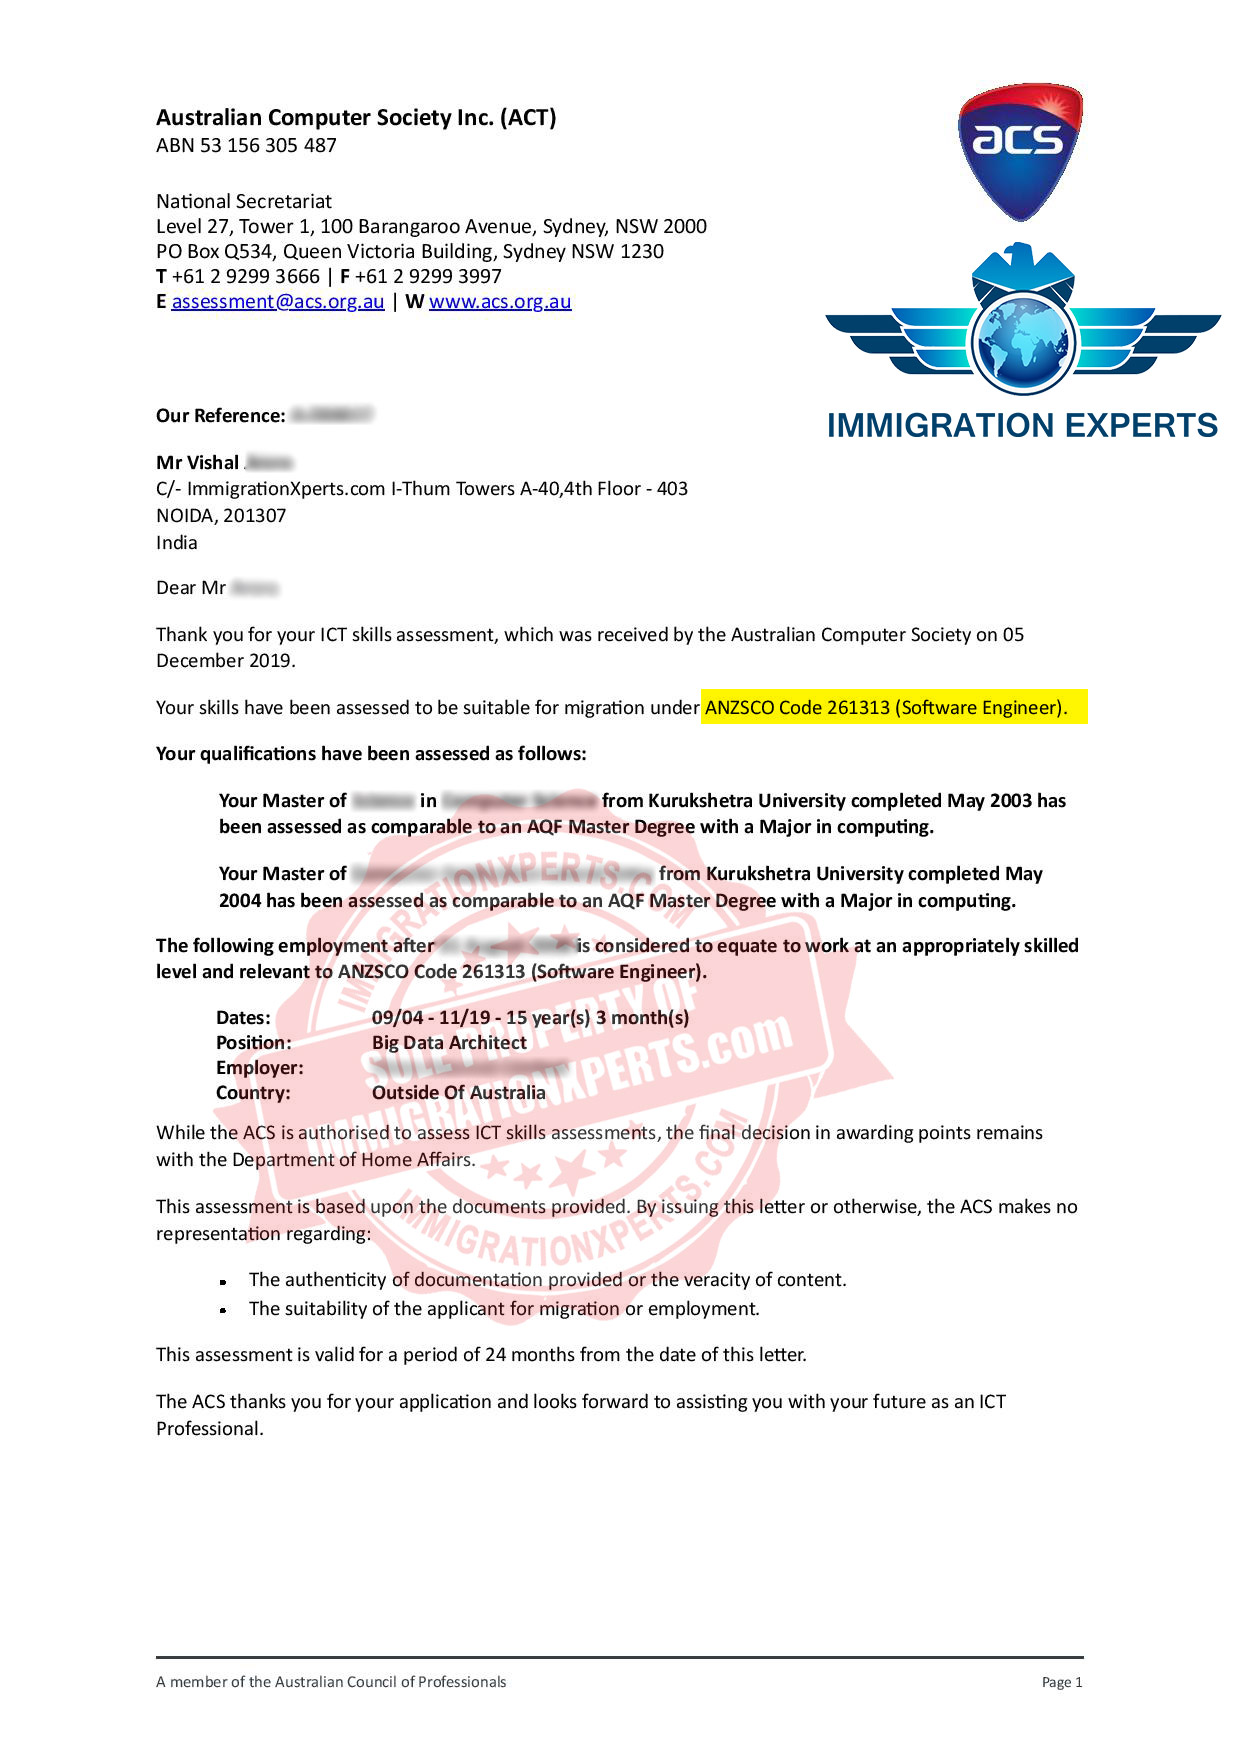 Australian Computer Society Inc. (ACT)
ABN 53 156 305 487
acs
National Secretariat
Level 27, Tower 1, 100 Barangaroo Avenue, Sydney, NSW 2000
PO Box Q534, Queen Victoria Building, Sydney NSW 1230
T +61 2 9299 3666 | F +61 2 9299 3997
E assessment@acs.org.au | W www.acs.org.au
IMMIGRATION EXPERTS
Our Reference:
Mr Vishal
C/- ImmigrationXperts.com I-Thum Towers A-40,4th Floor - 403
NOIDA, 201307
India
Dear Mr
Thank you for your ICT skills assessment, which was received by the Australian Computer Society on 05
December 2019.
Your skills have been assessed to be suitable for migration under ANZSCO Code 261313 (Software Engineer).
Your qualifications have been assessed as follows:
Your Master of in from Kurukshetra University completed May 2003 has
been assessed as comparable to an AQF Master Degree with a Major in computing.
Your Master of from Kurukshetra University completed May
2004 has been assessed as comparable to an AQF Master Degree with a Major in computing.
The following employment after is considered to equate to work at an appropriately skilled
level and relevant to ANZSCO Code 261313 (Software Engineer).
Dates: 09/04 - 11/19 - 15 year(s) 3 month(s)
Position: Big Data Architect
Employer:
Country: Outside Of Australia
IMMIGRATIONXPERTS.COM
SOLE PROPERTY OF
IMMIGRATIONXPERTS.com
IMMIGRATIONXPERTS.COM
While the ACS is authorised to assess ICT skills assessments, the final decision in awarding points remains
with the Department of Home Affairs.
This assessment is based upon the documents provided. By issuing this letter or otherwise, the ACS makes no
representation regarding:
▪ The authenticity of documentation provided or the veracity of content.
▪ The suitability of the applicant for migration or employment.
This assessment is valid for a period of 24 months from the date of this letter.
The ACS thanks you for your application and looks forward to assisting you with your future as an ICT
Professional.
A member of the Australian Council of Professionals Page 1